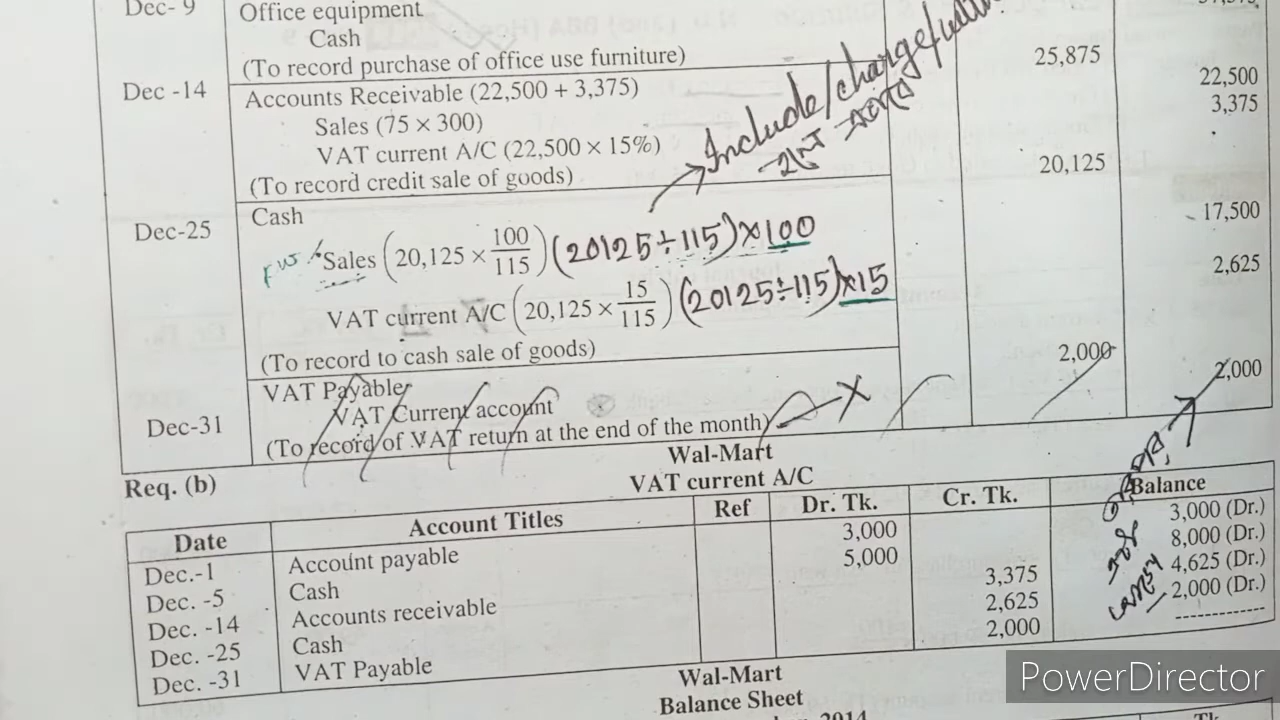 Dec- 9 Office equipment
Cash
(To record purchase of office use furniture)
Dec -14 Accounts Receivable (22,500 + 3,375) 25,875
Sales (75 × 300) 22,500
VAT current A/C (22,500 × 15%) 3,375
(To record credit sale of goods)
Include/charge/
Dec-25 Cash 20,125
Sales (20,125 × 100/115) (20125÷115)×100 17,500
VAT current A/C (20,125 × 15/115) (20125÷115)×15 2,625
(To record to cash sale of goods)
Dec-31 VAT Payable 2,000
VAT Current account 2,000
(To record of VAT return at the end of the month) X
Req. (b) Wal-Mart
VAT current A/C
Date Account Titles Ref Dr. Tk. Cr. Tk. Balance
Dec.-1 Account payable 3,000 3,000 (Dr.)
Dec. -5 Cash 5,000 8,000 (Dr.)
Dec. -14 Accounts receivable 3,375 4,625 (Dr.)
Dec. -25 Cash 2,625 2,000 (Dr.)
Dec. -31 VAT Payable 2,000 ------------
Wal-Mart
Balance Sheet
PowerDirector